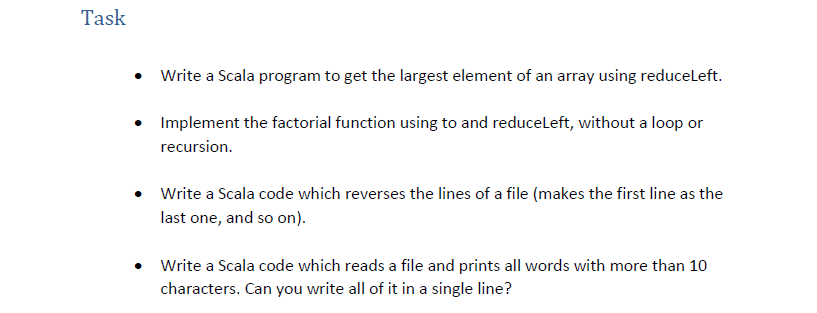 Task
• Write a Scala program to get the largest element of an array using reduceLeft.
• Implement the factorial function using to and reduceLeft, without a loop or
recursion.
• Write a Scala code which reverses the lines of a file (makes the first line as the
last one, and so on).
• Write a Scala code which reads a file and prints all words with more than 10
characters. Can you write all of it in a single line?